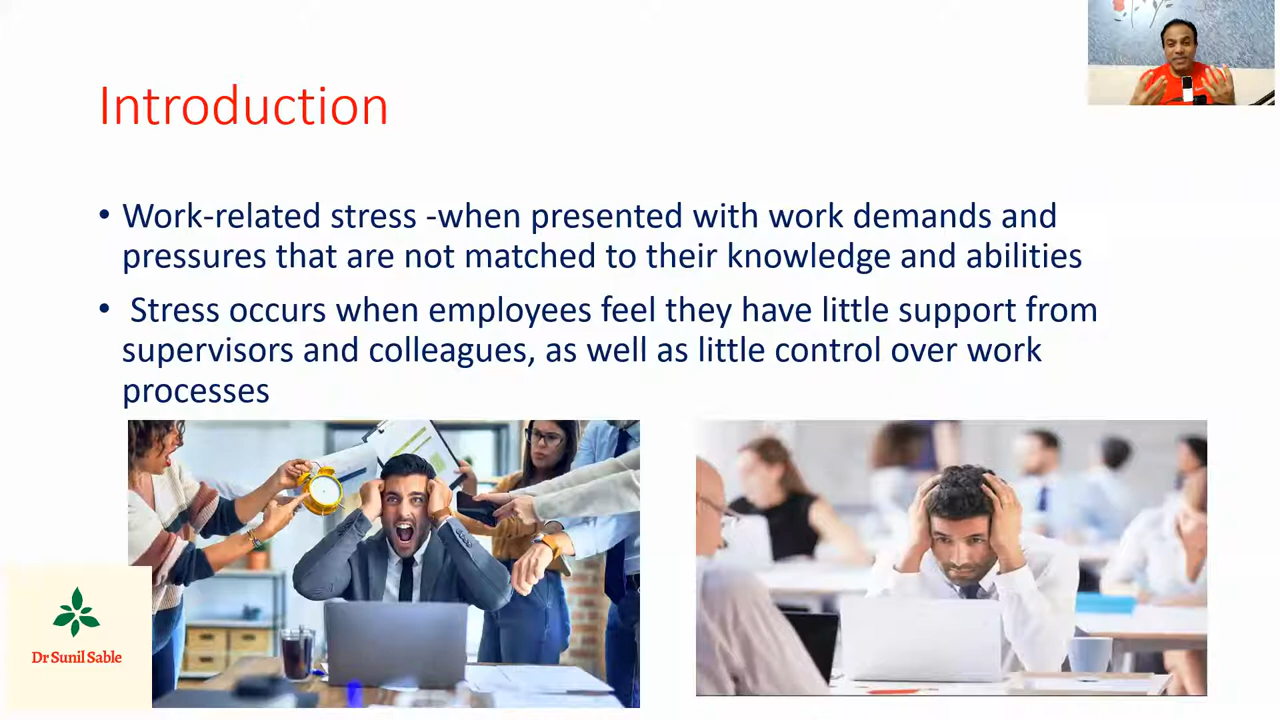 Introduction
• Work-related stress -when presented with work demands and
pressures that are not matched to their knowledge and abilities
• Stress occurs when employees feel they have little support from
supervisors and colleagues, as well as little control over work
processes
Dr Sunil Sable